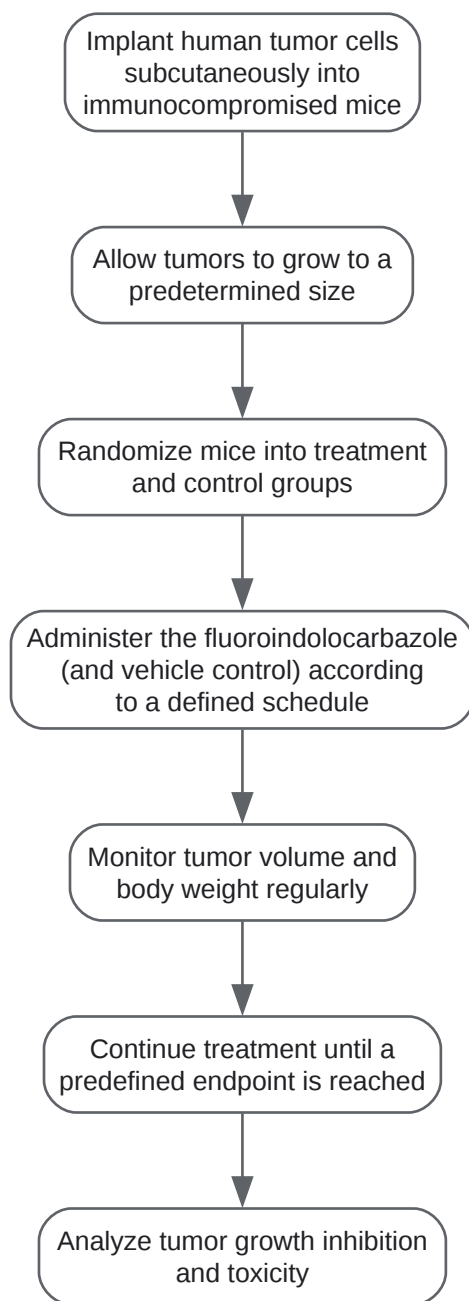 Implant human tumor cells
subcutaneously into
immunocompromised mice
Allow tumors to grow to a
predetermined size
Randomize mice into treatment
and control groups
Administer the fluoroindolocarbazole
(and vehicle control) according
to a defined schedule
Monitor tumor volume and
body weight regularly
Continue treatment until a
predefined endpoint is reached
Analyze tumor growth inhibition
and toxicity